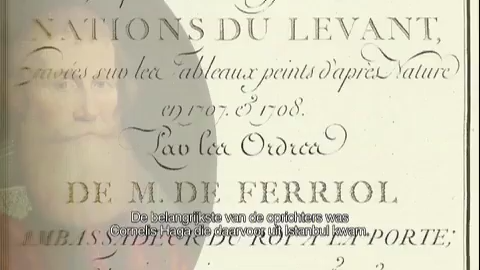 NATIONS DU LEVANT,
Gravées sur les Tableaux peints d'après Nature
en 1707. & 1708.
Par les Ordres
DE M. DE FERRIOL
De belangrijkste van de oprichters was
Cornelis Haga die daarvoor uit Istanbul kwam.
AMBASSADEUR DU ROI A LA PORTE;